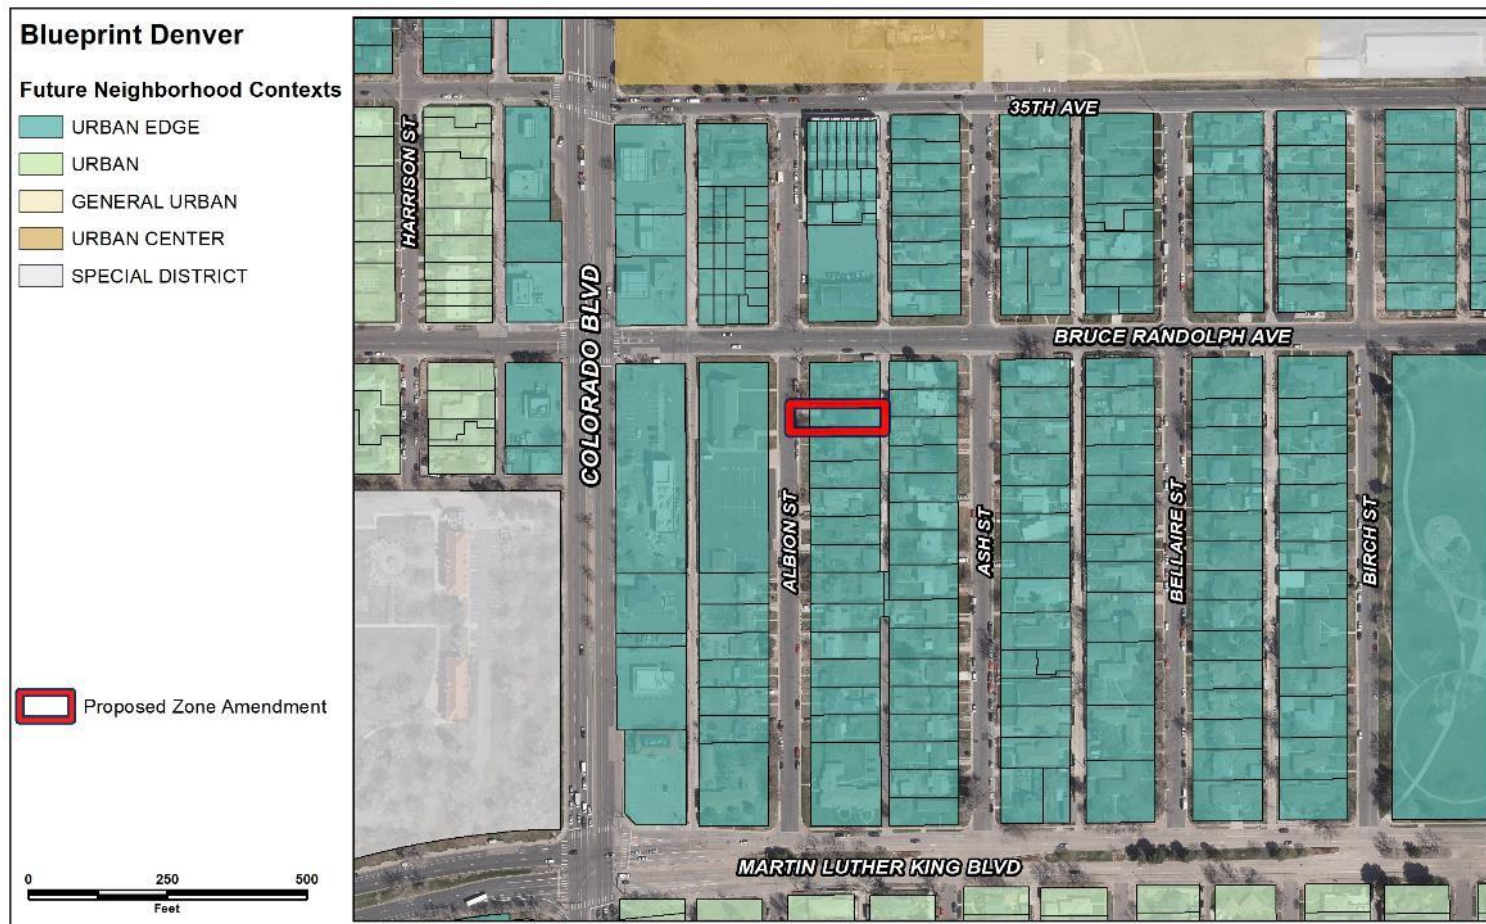 Blueprint Denver
Future Neighborhood Contexts
URBAN EDGE
URBAN
GENERAL URBAN
URBAN CENTER
SPECIAL DISTRICT
Proposed Zone Amendment
0 250 500
Feet
35TH AVE
HARRISON ST
COLORADO BLVD
BRUCE RANDOLPH AVE
ALBION ST
ASH ST
BELLAIRE ST
BIRCH ST
MARTIN LUTHER KING BLVD